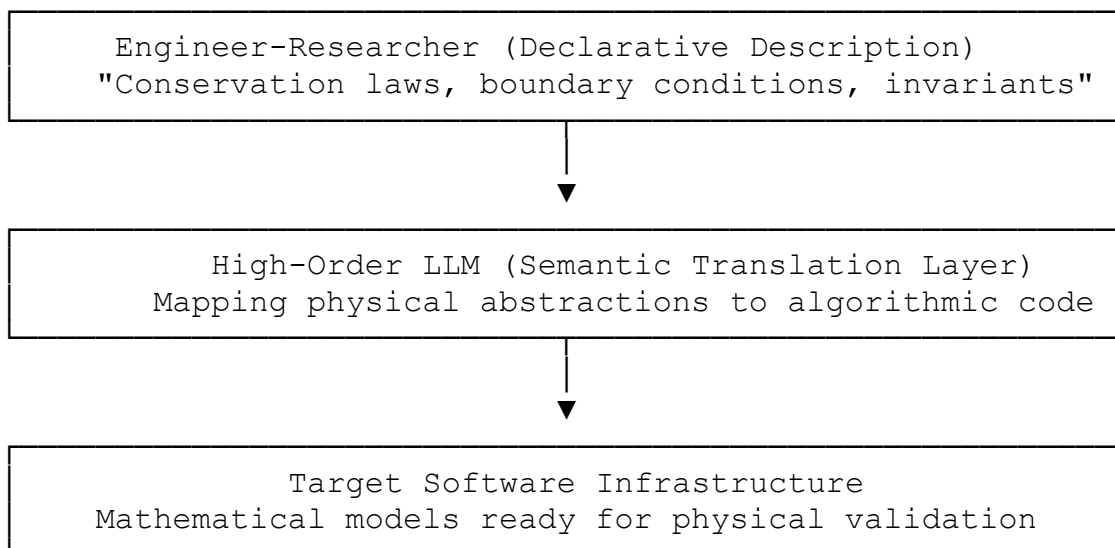 Engineer-Researcher (Declarative Description)
"Conservation laws, boundary conditions, invariants"
High-Order LLM (Semantic Translation Layer)
Mapping physical abstractions to algorithmic code
Target Software Infrastructure
Mathematical models ready for physical validation